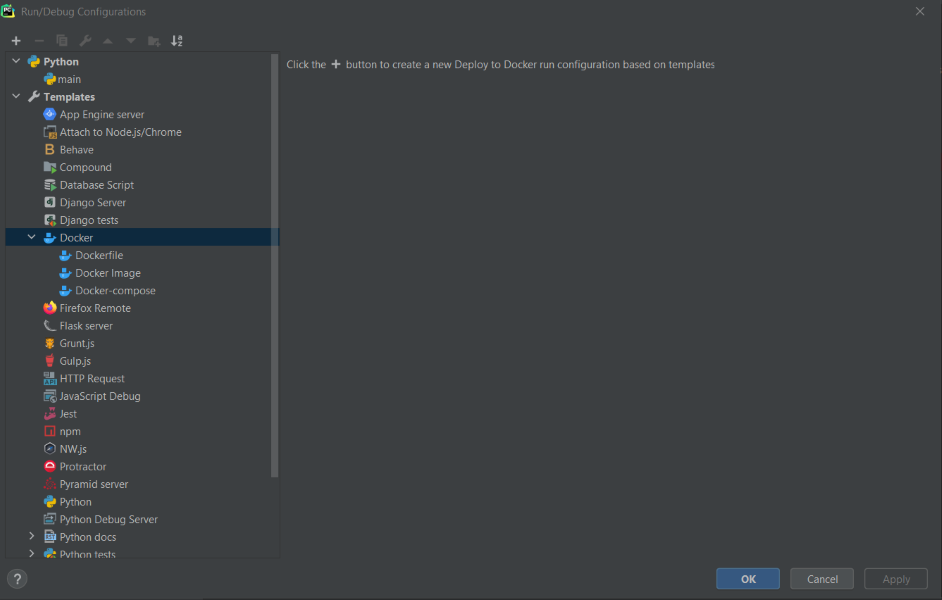 PC
Run/Debug Configurations
Python
main
Templates
App Engine server
Attach to Node.js/Chrome
Behave
Compound
Database Script
Django Server
Django tests
Docker
Dockerfile
Docker Image
Docker-compose
Firefox Remote
Flask server
Grunt.js
Gulp.js
HTTP Request
JavaScript Debug
Jest
npm
NW.js
Protractor
Pyramid server
Python
Python Debug Server
Python docs
Python tests
Click the + button to create a new Deploy to Docker run configuration based on templates
?
OK
Cancel
Apply